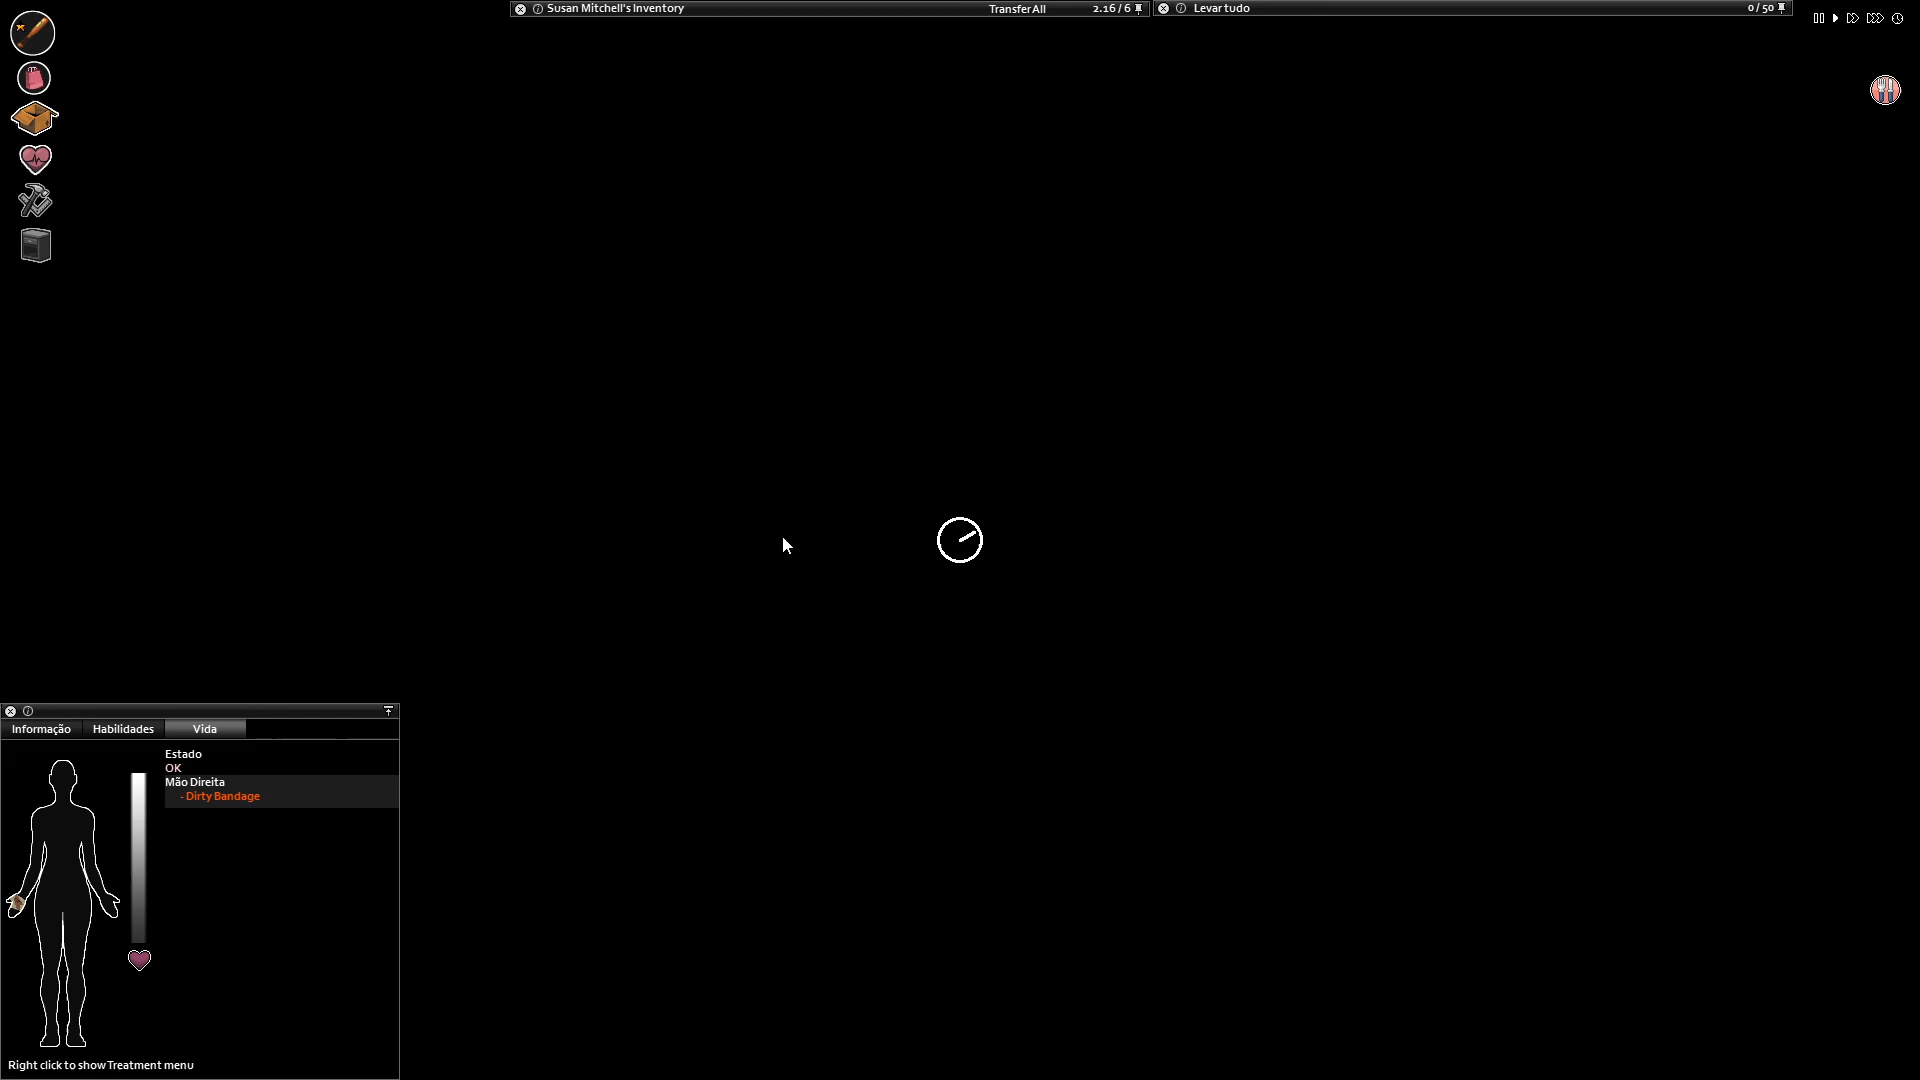 Susan Mitchell's Inventory
Transfer All
2.16 / 6
Levar tudo
0 / 50
Informação
Habilidades
Vida
Estado
OK
Mão Direita
- Dirty Bandage
Right click to show Treatment menu